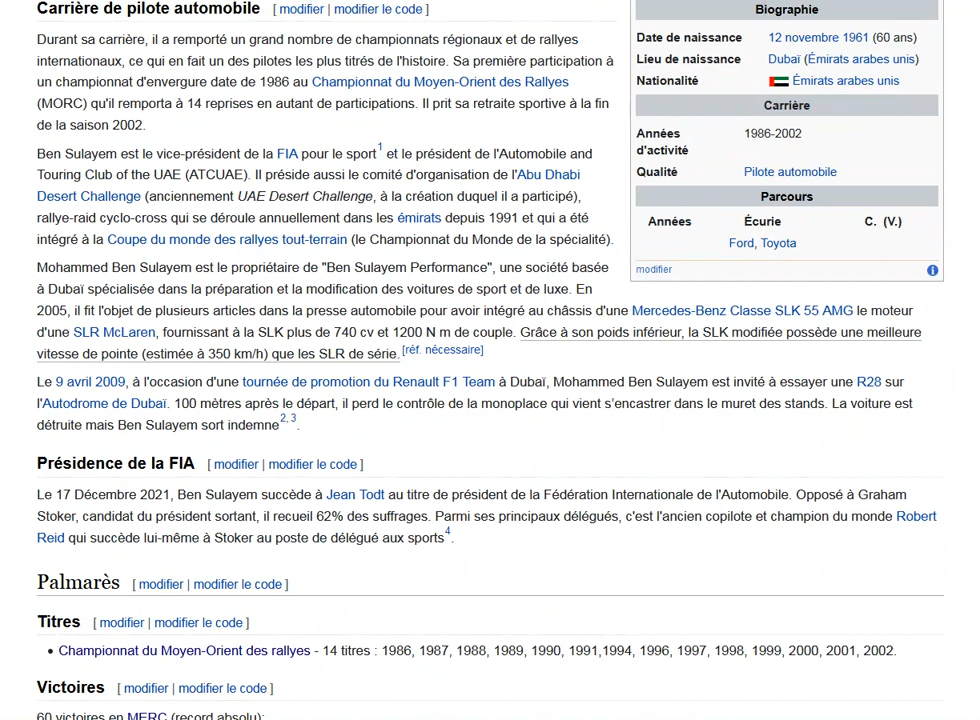 Carrière de pilote automobile [ modifier | modifier le code ]
Durant sa carrière, il a remporté un grand nombre de championnats régionaux et de rallyes
internationaux, ce qui en fait un des pilotes les plus titrés de l'histoire. Sa première participation à
un championnat d'envergure date de 1986 au Championnat du Moyen-Orient des Rallyes
(MORC) qu'il remporta à 14 reprises en autant de participations. Il prit sa retraite sportive à la fin
de la saison 2002.
Ben Sulayem est le vice-président de la FIA pour le sport1 et le président de l'Automobile and
Touring Club of the UAE (ATCUAE). Il préside aussi le comité d'organisation de l'Abu Dhabi
Desert Challenge (anciennement UAE Desert Challenge, à la création duquel il a participé),
rallye-raid cyclo-cross qui se déroule annuellement dans les émirats depuis 1991 et qui a été
intégré à la Coupe du monde des rallyes tout-terrain (le Championnat du Monde de la spécialité).
Mohammed Ben Sulayem est le propriétaire de "Ben Sulayem Performance", une société basée
à Dubaï spécialisée dans la préparation et la modification des voitures de sport et de luxe. En
2005, il fit l'objet de plusieurs articles dans la presse automobile pour avoir intégré au châssis d'une Mercedes-Benz Classe SLK 55 AMG le moteur
d'une SLR McLaren, fournissant à la SLK plus de 740 cv et 1200 N m de couple. Grâce à son poids inférieur, la SLK modifiée possède une meilleure
vitesse de pointe (estimée à 350 km/h) que les SLR de série.[réf. nécessaire]
Le 9 avril 2009, à l'occasion d'une tournée de promotion du Renault F1 Team à Dubaï, Mohammed Ben Sulayem est invité à essayer une R28 sur
l'Autodrome de Dubaï. 100 mètres après le départ, il perd le contrôle de la monoplace qui vient s'encastrer dans le muret des stands. La voiture est
détruite mais Ben Sulayem sort indemne2, 3.
Biographie
Date de naissance 12 novembre 1961 (60 ans)
Lieu de naissance Dubaï (Émirats arabes unis)
Nationalité Émirats arabes unis
Carrière
Années 1986-2002
d'activité
Qualité Pilote automobile
Parcours
Années Écurie C. (V.)
Ford, Toyota
modifier
Présidence de la FIA [ modifier | modifier le code ]
Le 17 Décembre 2021, Ben Sulayem succède à Jean Todt au titre de président de la Fédération Internationale de l'Automobile. Opposé à Graham
Stoker, candidat du président sortant, il recueil 62% des suffrages. Parmi ses principaux délégués, c'est l'ancien copilote et champion du monde Robert
Reid qui succède lui-même à Stoker au poste de délégué aux sports4.
Palmarès [ modifier | modifier le code ]
Titres [ modifier | modifier le code ]
• Championnat du Moyen-Orient des rallyes - 14 titres : 1986, 1987, 1988, 1989, 1990, 1991,1994, 1996, 1997, 1998, 1999, 2000, 2001, 2002.
Victoires [ modifier | modifier le code ]
60 victoires en MERC (record absolu):